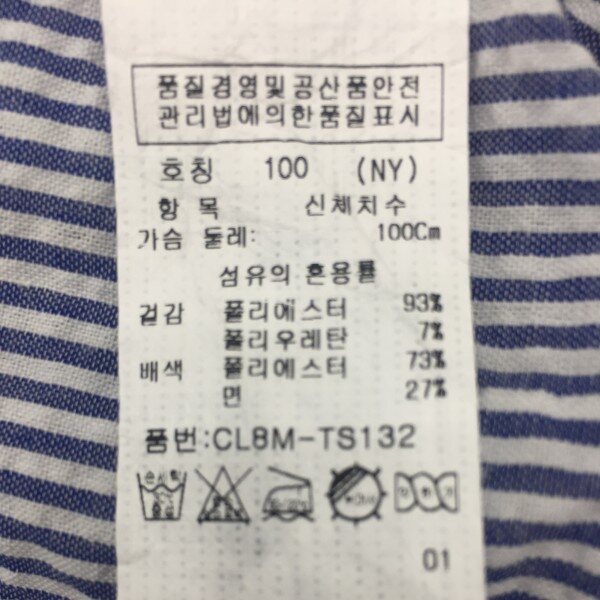 품질경영및공산품안전
관리법에의한품질표시
호칭 100 (NY)
항 목 신체치수
가슴 둘레: 100Cm
섬유의 혼용률
겉감 폴리에스터 93%
폴리우레탄 7%
배색 폴리에스터 73%
면 27%
품번:CL8M-TS132
01